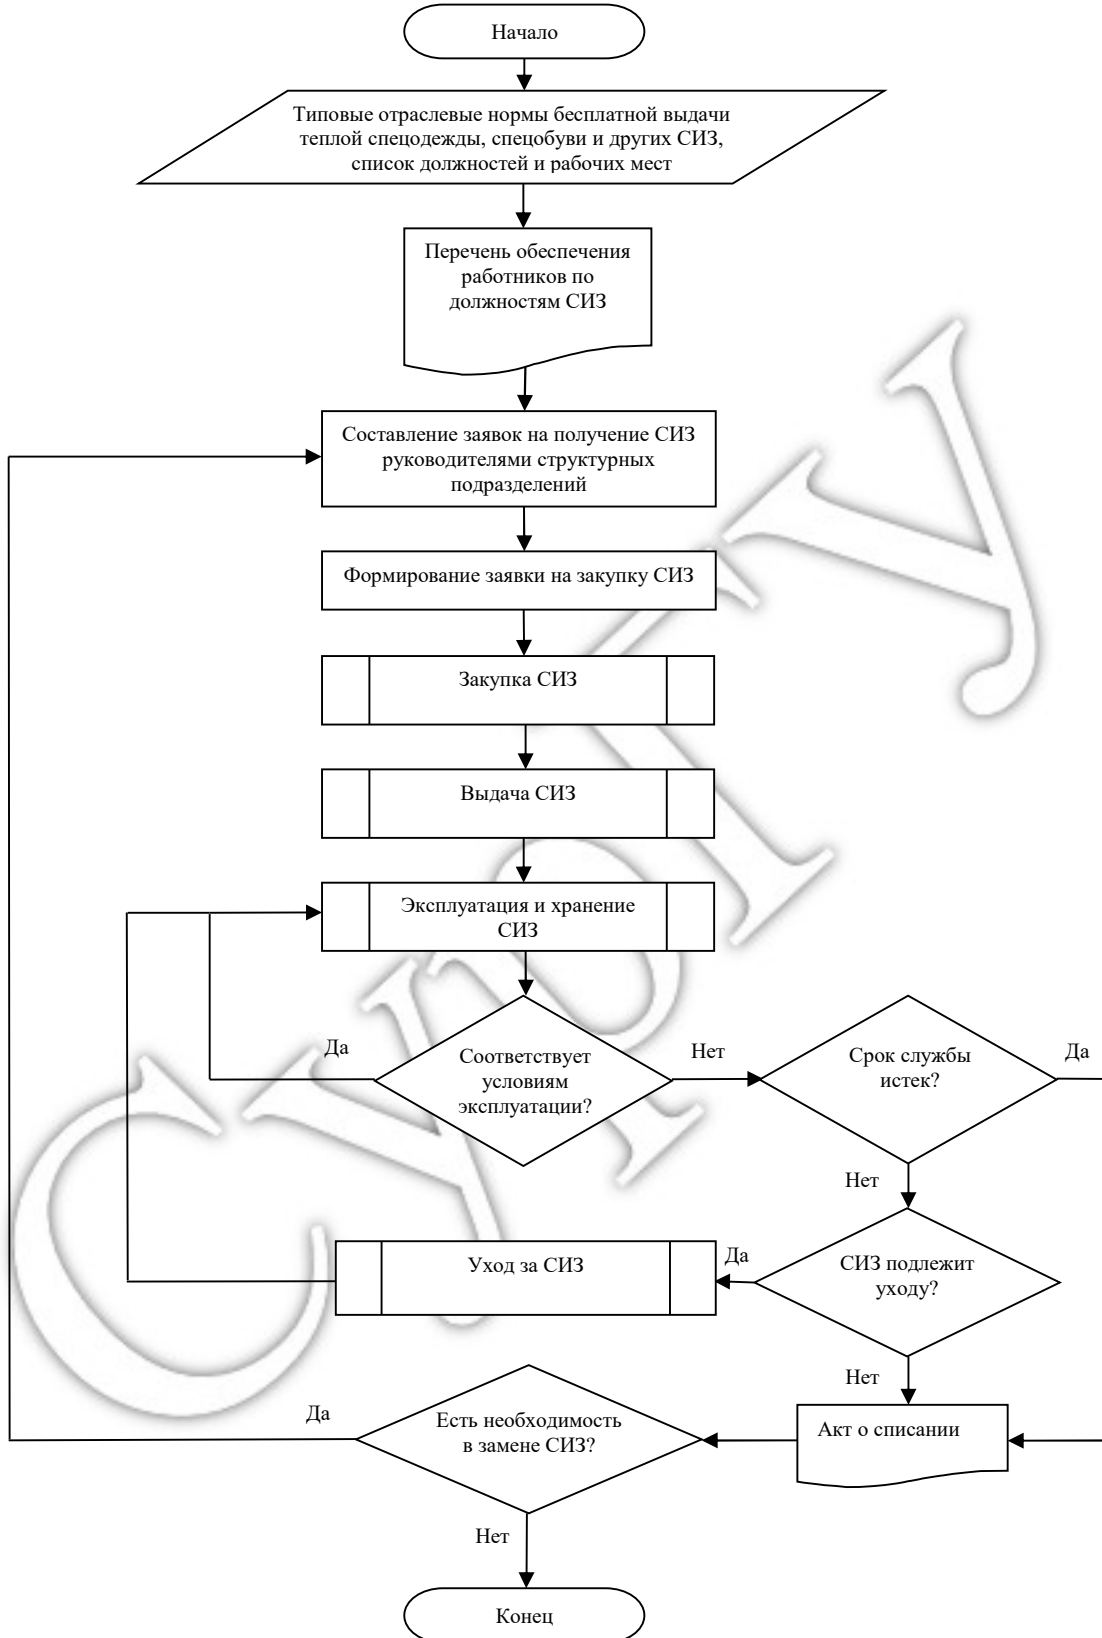 Начало
Типовые отраслевые нормы бесплатной выдачи
теплой спецодежды, спецобуви и других СИЗ,
список должностей и рабочих мест
Перечень обеспечения
работников по
должностям СИЗ
Составление заявок на получение СИЗ
руководителями структурных
подразделений
Формирование заявки на закупку СИЗ
Закупка СИЗ
Выдача СИЗ
Эксплуатация и хранение
СИЗ
Да
Соответствует
условиям
эксплуатации?
Нет
Срок службы
истек?
Да
Нет
СИЗ подлежит
уходу?
Да
Уход за СИЗ
Нет
Акт о списании
Есть необходимость
в замене СИЗ?
Да
Нет
Конец
СурГУ